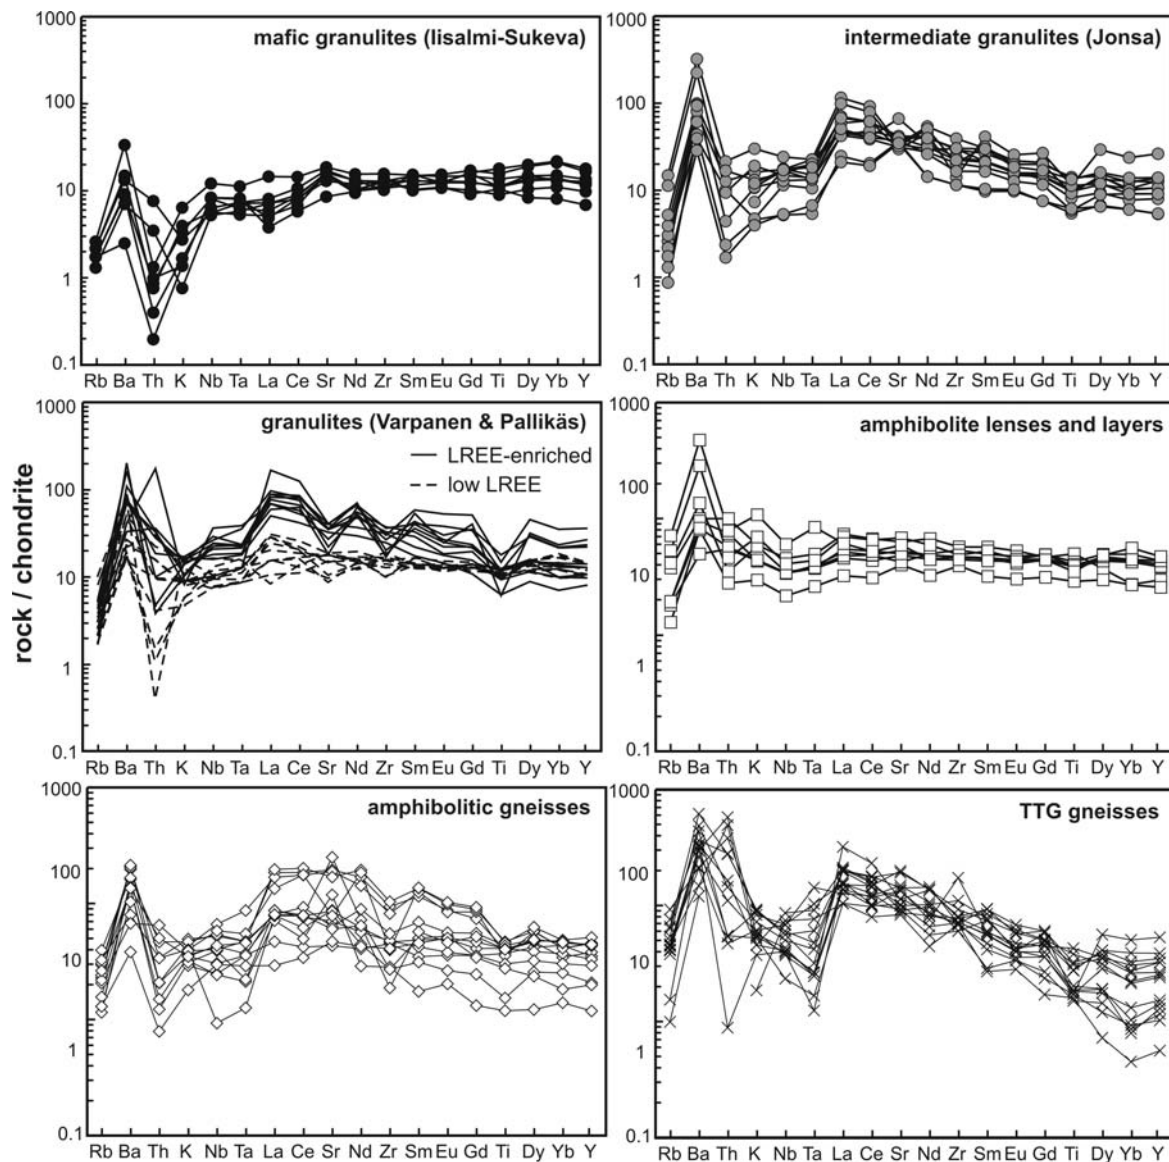 mafic granulites (Iisalmi-Sukeva)
1000
100
10
1
0.1
Rb Ba Th K Nb Ta La Ce Sr Nd Zr Sm Eu Gd Ti Dy Yb Y
intermediate granulites (Jonsa)
1000
100
10
1
0.1
Rb Ba Th K Nb Ta La Ce Sr Nd Zr Sm Eu Gd Ti Dy Yb Y
rock / chondrite
granulites (Varpanen & Pallikäs)
LREE-enriched
low LREE
1000
100
10
1
0.1
Rb Ba Th K Nb Ta La Ce Sr Nd Zr Sm Eu Gd Ti Dy Yb Y
amphibolite lenses and layers
1000
100
10
1
0.1
Rb Ba Th K Nb Ta La Ce Sr Nd Zr Sm Eu Gd Ti Dy Yb Y
amphibolitic gneisses
1000
100
10
1
0.1
Rb Ba Th K Nb Ta La Ce Sr Nd Zr Sm Eu Gd Ti Dy Yb Y
TTG gneisses
1000
100
10
1
0.1
Rb Ba Th K Nb Ta La Ce Sr Nd Zr Sm Eu Gd Ti Dy Yb Y